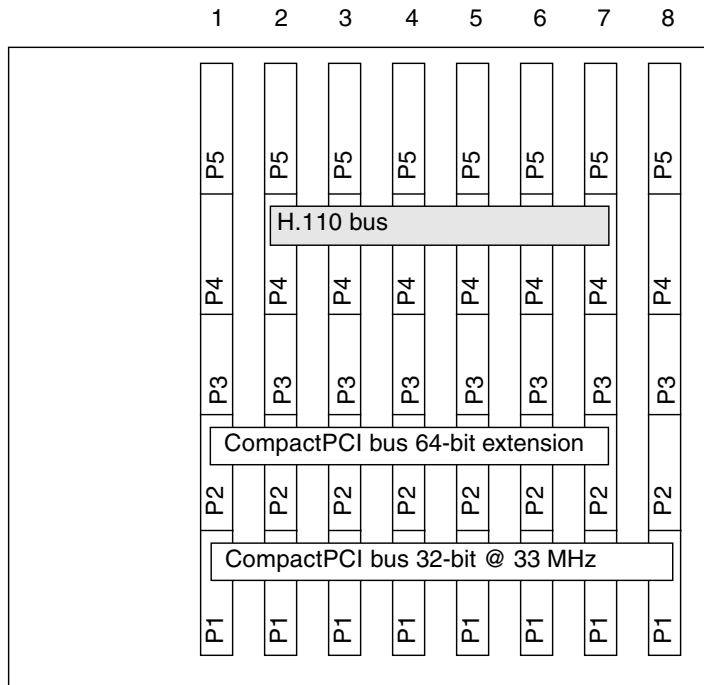 1 2 3 4 5 6 7 8
P5 P5 P5 P5 P5 P5 P5 P5
H.110 bus
P4 P4 P4 P4 P4 P4 P4 P4
P3 P3 P3 P3 P3 P3 P3 P3
CompactPCI bus 64-bit extension
P2 P2 P2 P2 P2 P2 P2 P2
CompactPCI bus 32-bit @ 33 MHz
P1 P1 P1 P1 P1 P1 P1 P1